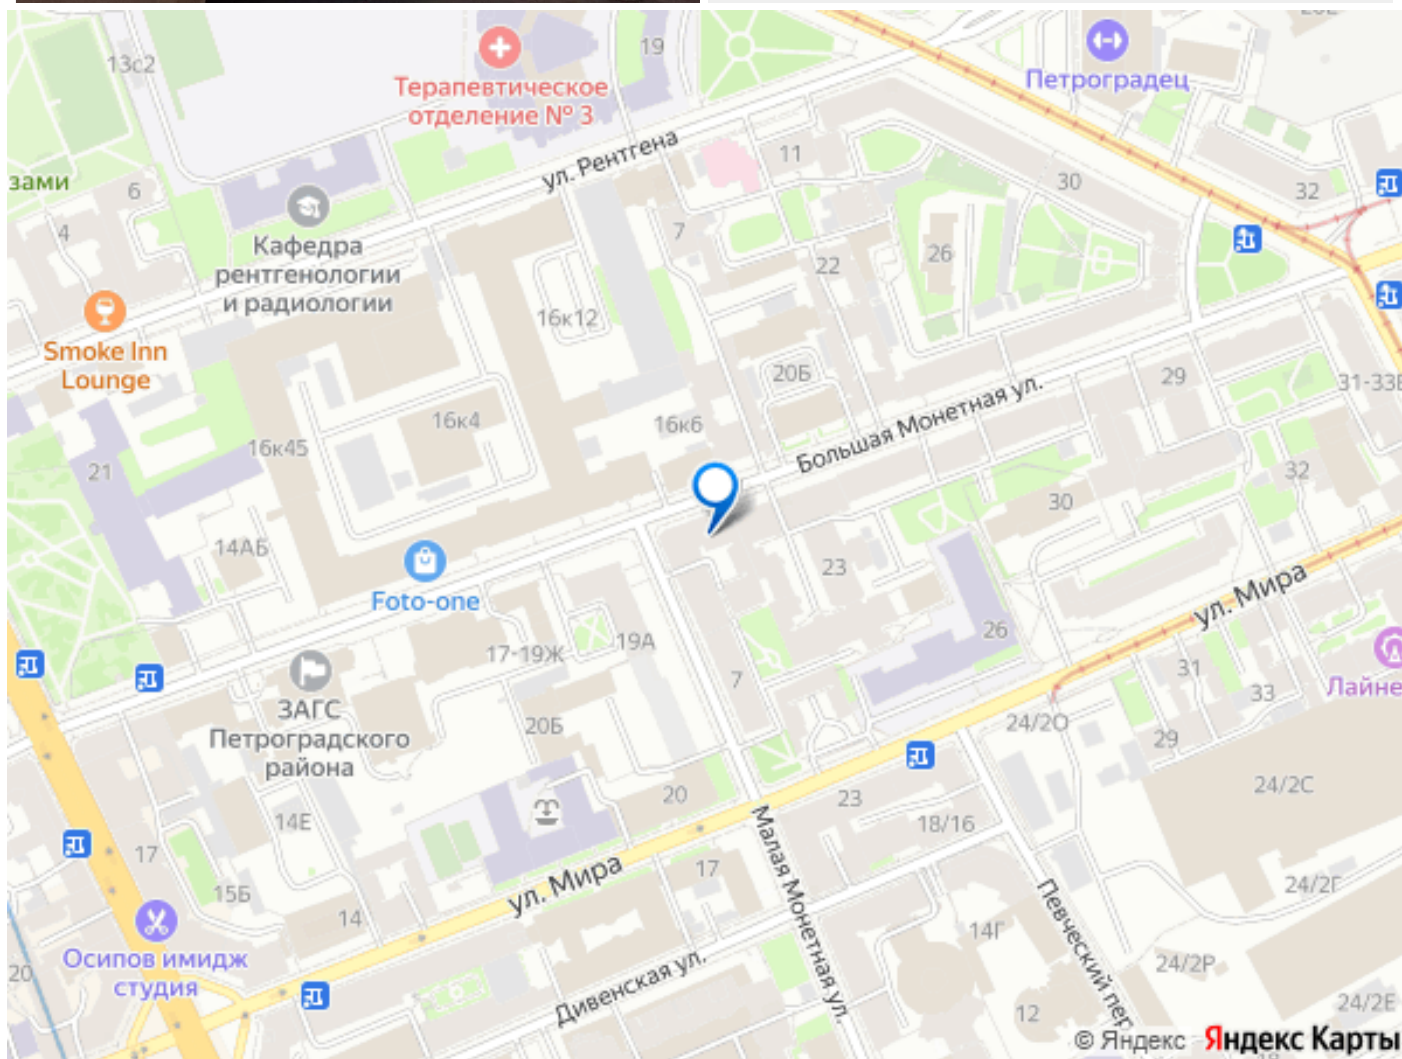 13с2
19
Терапевтическое
отделение № 3
Петроградец
ул. Рентгена
11
30
32
зами
6
4
Кафедра
рентгенологии
и радиологии
7
22
26
16к12
Smoke Inn
Lounge
20Б
29
31-33
Большая Монетная ул.
16к4
16к6
16к45
21
32
30
14АБ
23
Foto-one
ул. Мира
26
17-19Ж
19А
7
31
33
Лайне
ЗАГС
Петроградского
района
20Б
24/2О
29
24/2С
20
23
18/16
14Е
17
ул. Мира
17
Малая Монетная ул.
15Б
14
24/2Г
Певческий пер.
14Г
Осипов имидж
студия
20
Дивенская ул.
24/2Р
12
24/2Е
© Яндекс Яндекс Карты